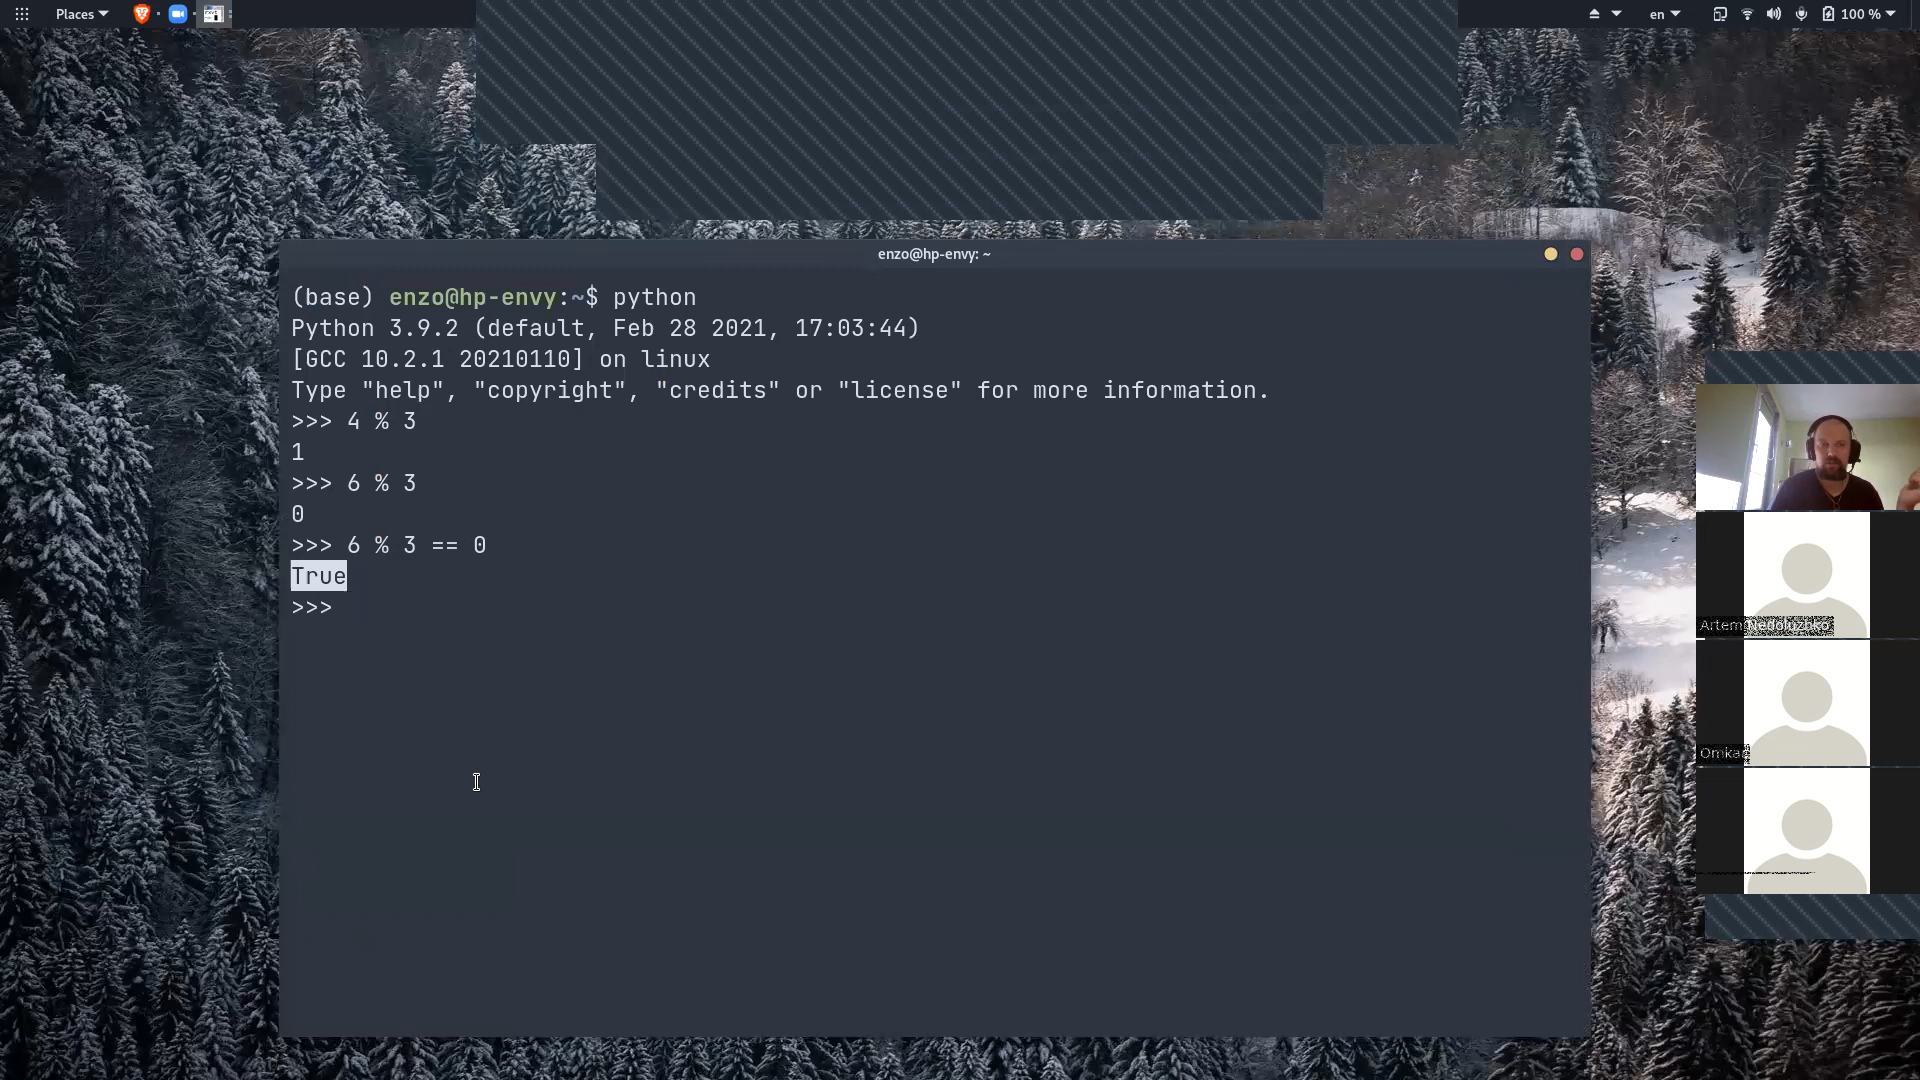 Places
en
100 %
enzo@hp-envy: ~
(base) enzo@hp-envy:~$ python
Python 3.9.2 (default, Feb 28 2021, 17:03:44)
[GCC 10.2.1 20210110] on linux
Type "help", "copyright", "credits" or "license" for more information.
>>> 4 % 3
1
>>> 6 % 3
0
>>> 6 % 3 == 0
True
>>>
Artem Nedoluzhko